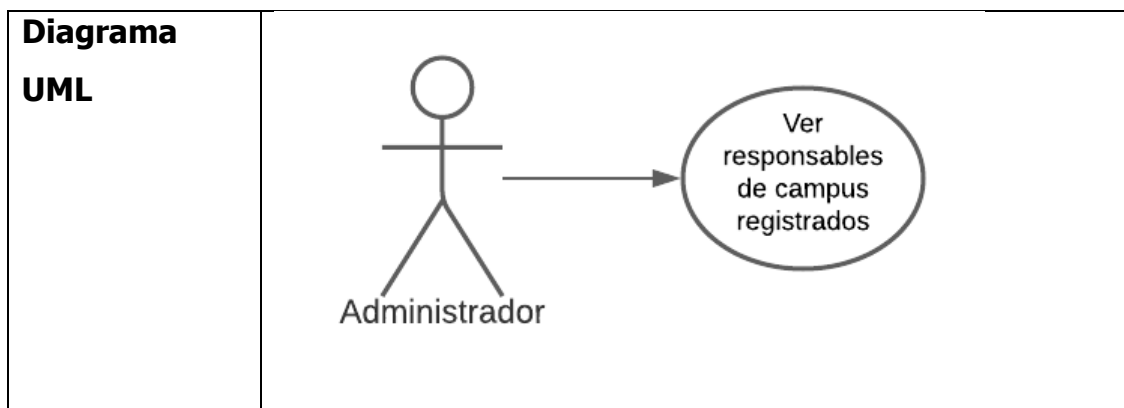 Diagrama
UML
Ver
responsables
de campus
registrados
Administrador